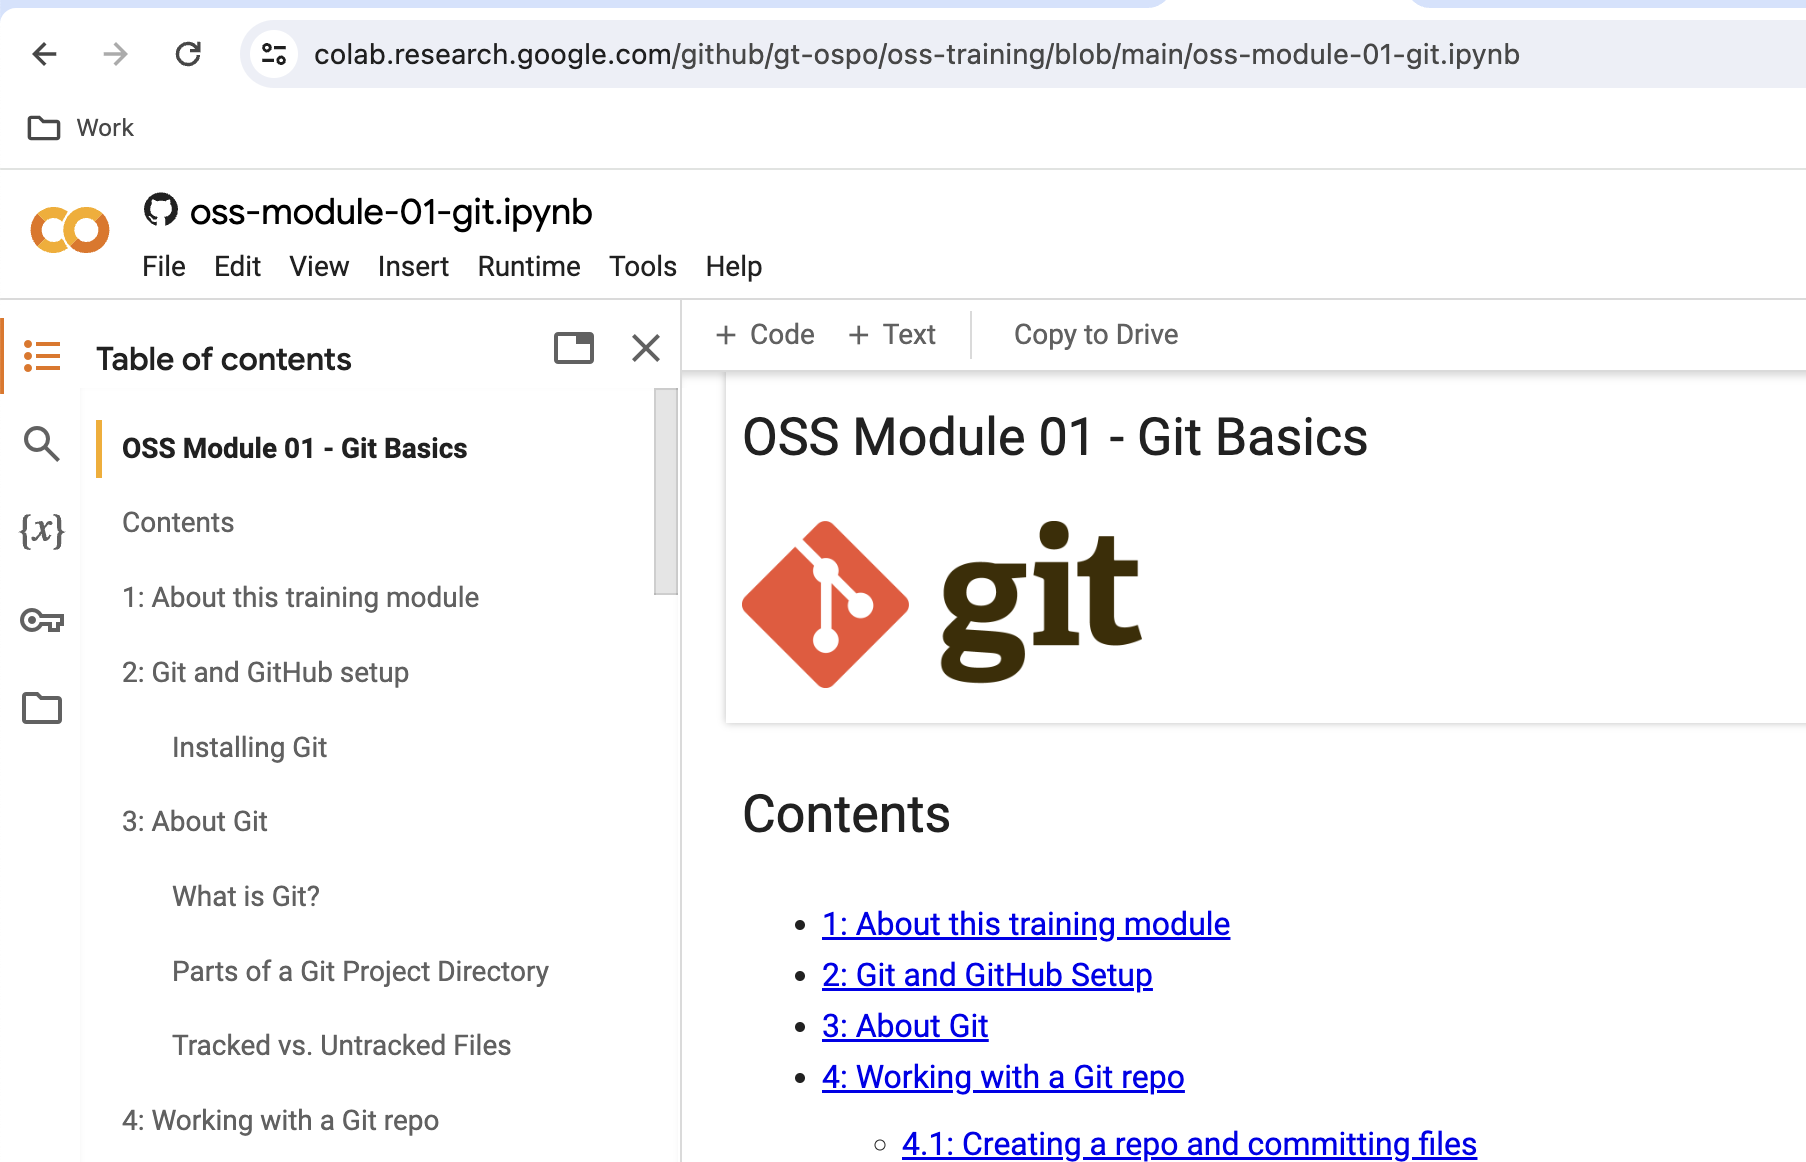 colab.research.google.com/github/gt-ospo/oss-training/blob/main/oss-module-01-git.ipynb
Work
oss-module-01-git.ipynb
File Edit View Insert Runtime Tools Help
Table of contents
OSS Module 01 - Git Basics
Contents
1: About this training module
2: Git and GitHub setup
Installing Git
3: About Git
What is Git?
Parts of a Git Project Directory
Tracked vs. Untracked Files
4: Working with a Git repo
{x}
+ Code + Text Copy to Drive
OSS Module 01 - Git Basics
git
Contents
• 1: About this training module
• 2: Git and GitHub Setup
• 3: About Git
• 4: Working with a Git repo
◦ 4.1: Creating a repo and committing files